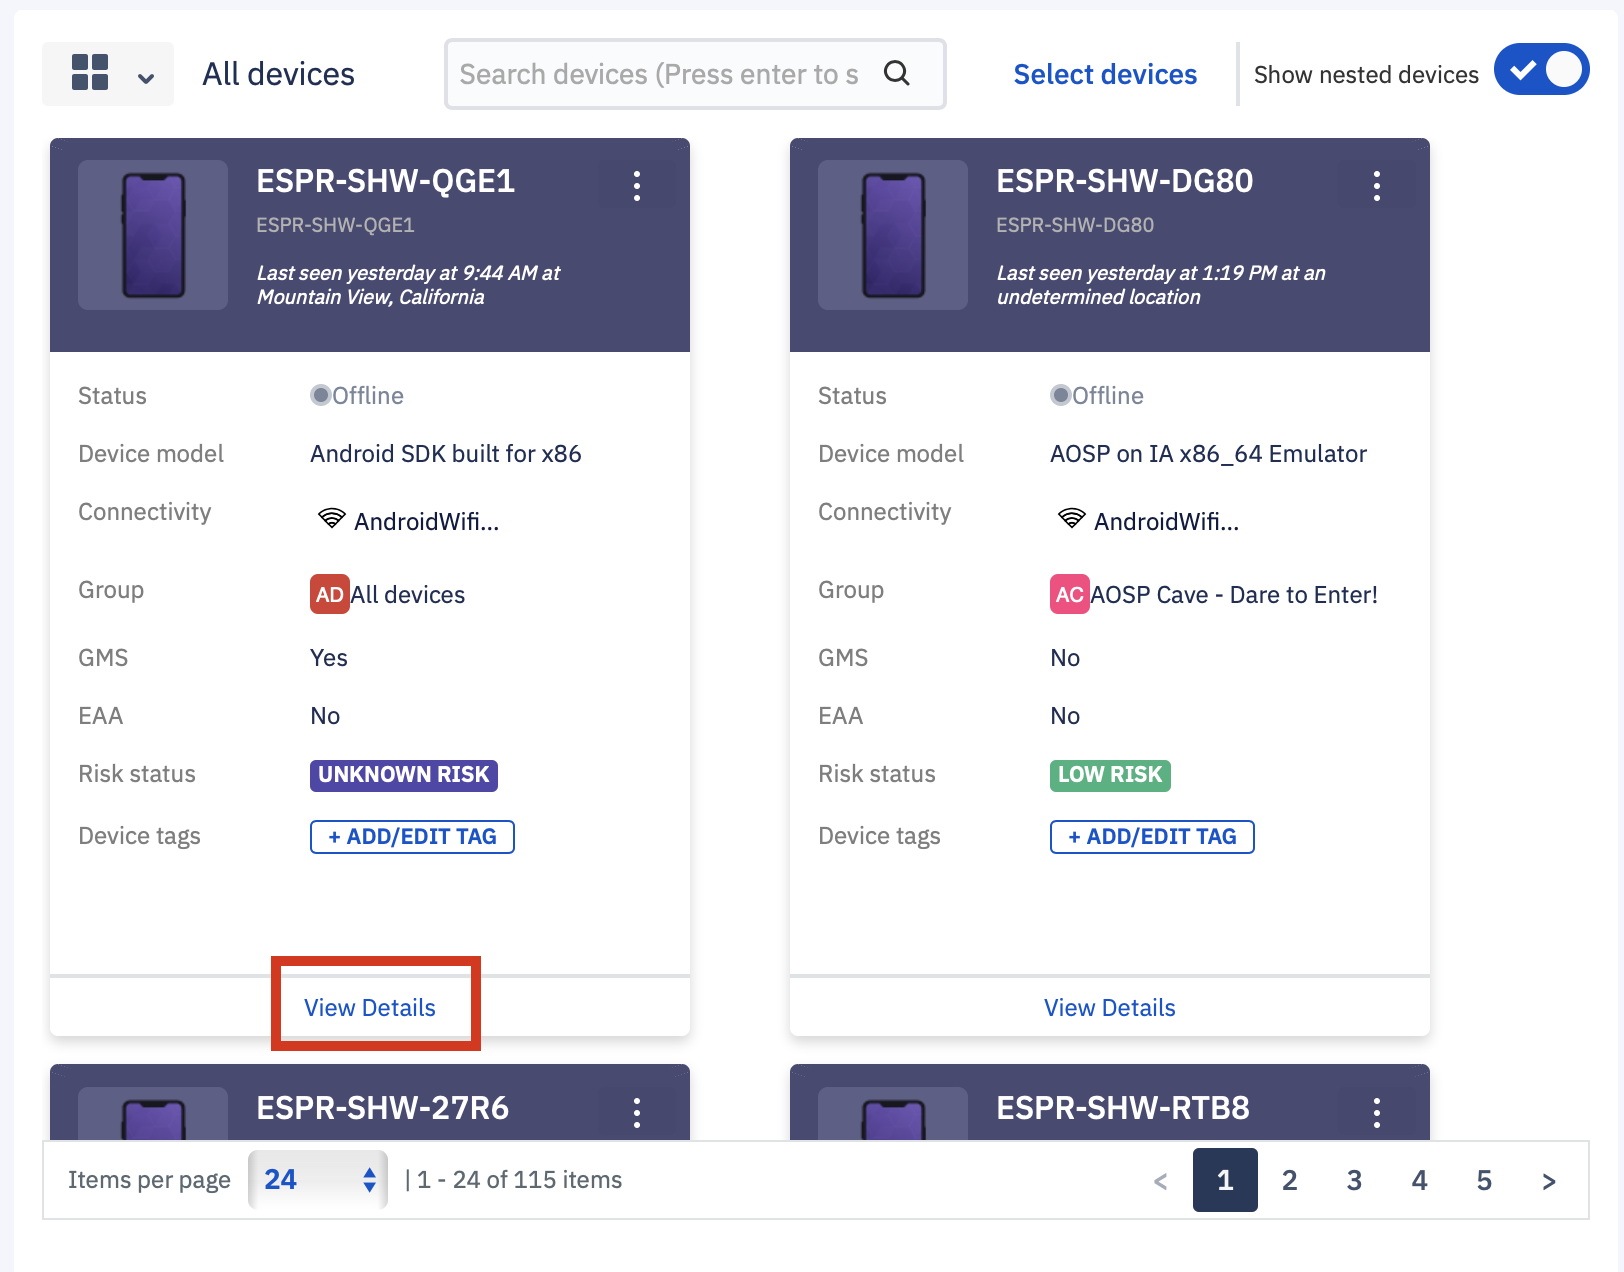 All devices
Search devices (Press enter to s
Select devices
Show nested devices
ESPR-SHW-QGE1
ESPR-SHW-QGE1
Last seen yesterday at 9:44 AM at
Mountain View, California
Status
Offline
Device model
Android SDK built for x86
Connectivity
AndroidWifi...
Group
AD All devices
GMS
Yes
EAA
No
Risk status
UNKNOWN RISK
Device tags
+ ADD/EDIT TAG
View Details
ESPR-SHW-DG80
ESPR-SHW-DG80
Last seen yesterday at 1:19 PM at an
undetermined location
Status
Offline
Device model
AOSP on IA x86_64 Emulator
Connectivity
AndroidWifi...
Group
AC AOSP Cave - Dare to Enter!
GMS
No
EAA
No
Risk status
LOW RISK
Device tags
+ ADD/EDIT TAG
View Details
ESPR-SHW-27R6
ESPR-SHW-RTB8
Items per page 24 | 1 - 24 of 115 items
< 1 2 3 4 5 >